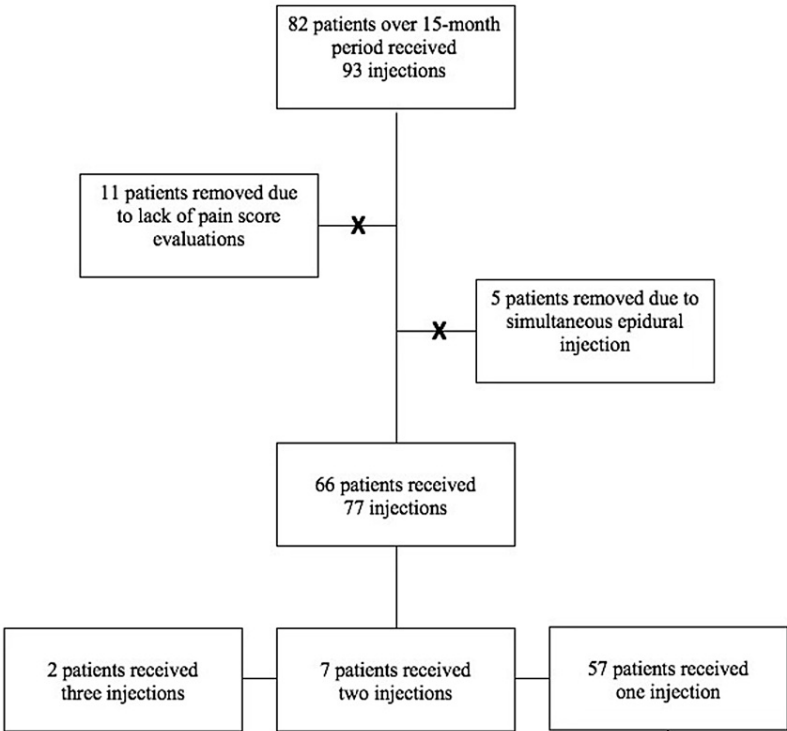 82 patients over 15-month
period received
93 injections
11 patients removed due
to lack of pain score
evaluations
5 patients removed due to
simultaneous epidural
injection
66 patients received
77 injections
2 patients received
three injections
7 patients received
two injections
57 patients received
one injection